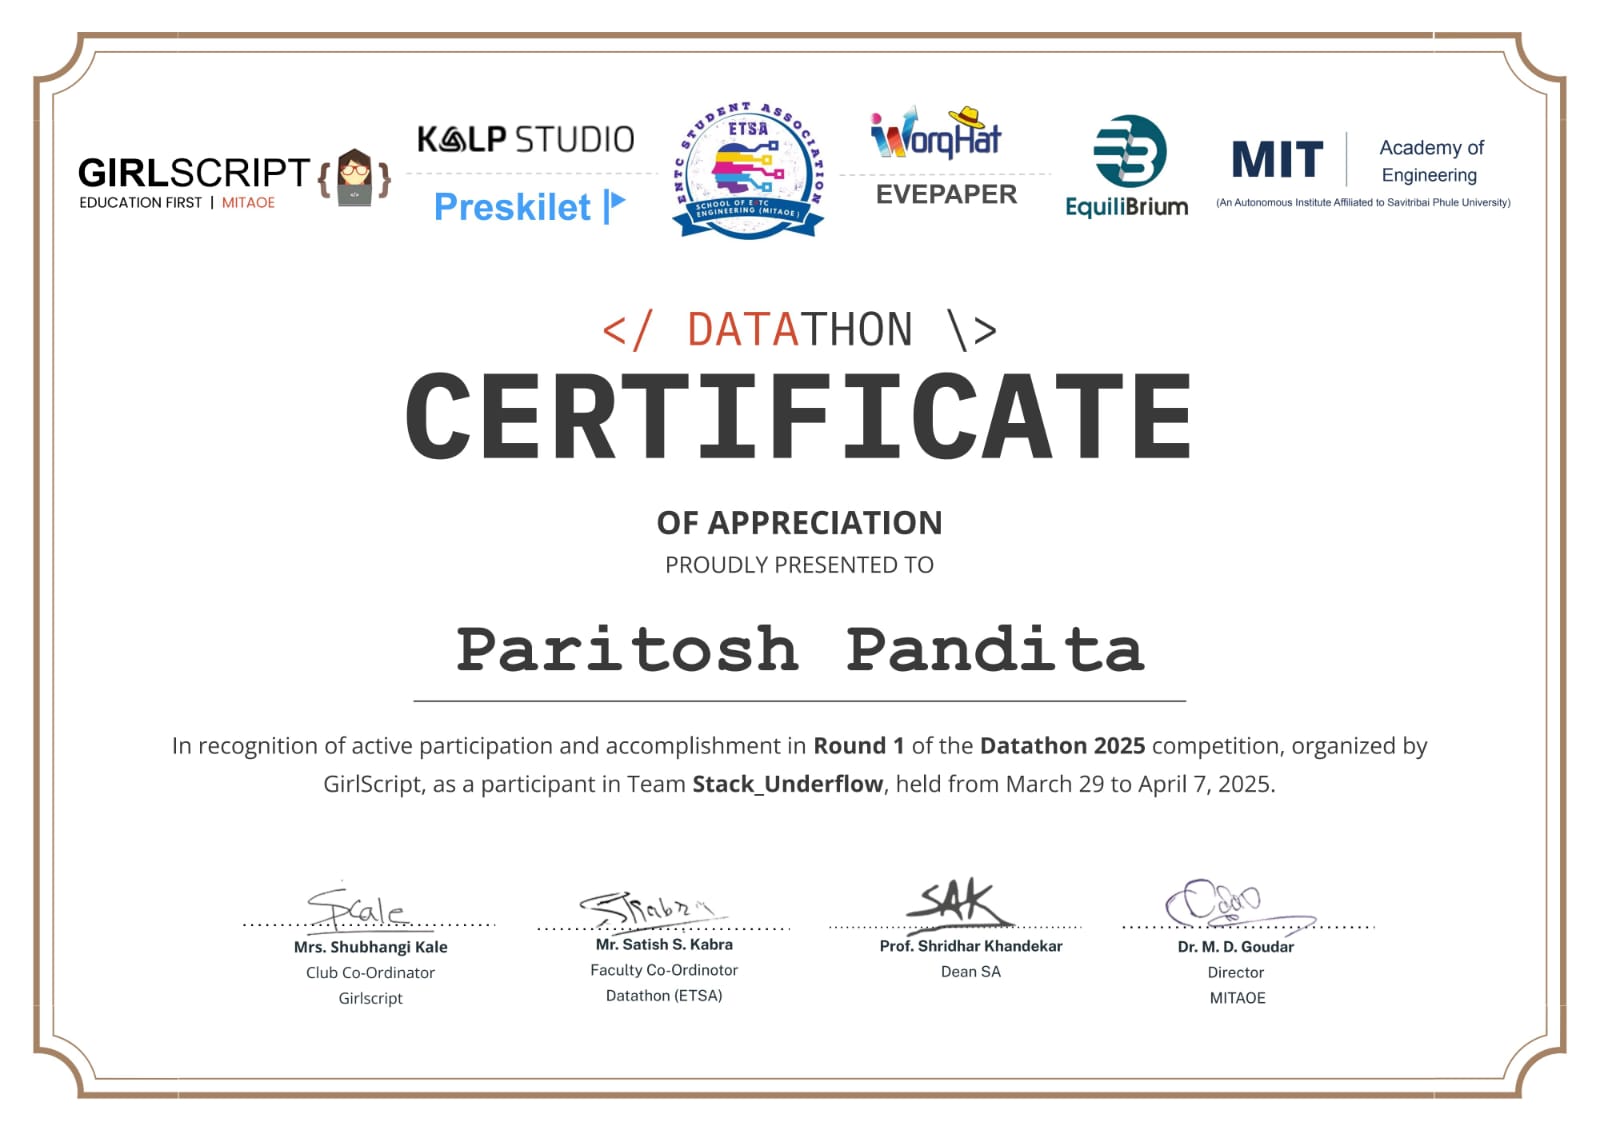 GIRLSCRIPT
EDUCATION FIRST | MITAOE
KALP STUDIO
Preskilet
ENTC STUDENT ASSOCIATION
ETSA
SCHOOL OF E&TC
ENGINEERING (MITAOE)
WorqHat
EVEPAPER
EquiliBrium
MIT
Academy of
Engineering
(An Autonomous Institute Affiliated to Savitribai Phule University)
</ DATATHON \>
CERTIFICATE
OF APPRECIATION
PROUDLY PRESENTED TO
Paritosh Pandita
In recognition of active participation and accomplishment in Round 1 of the Datathon 2025 competition, organized by
GirlScript, as a participant in Team Stack_Underflow, held from March 29 to April 7, 2025.
Mrs. Shubhangi Kale
Club Co-Ordinator
Girlscript
Mr. Satish S. Kabra
Faculty Co-Ordinotor
Datathon (ETSA)
SAK
Prof. Shridhar Khandekar
Dean SA
Dr. M. D. Goudar
Director
MITAOE